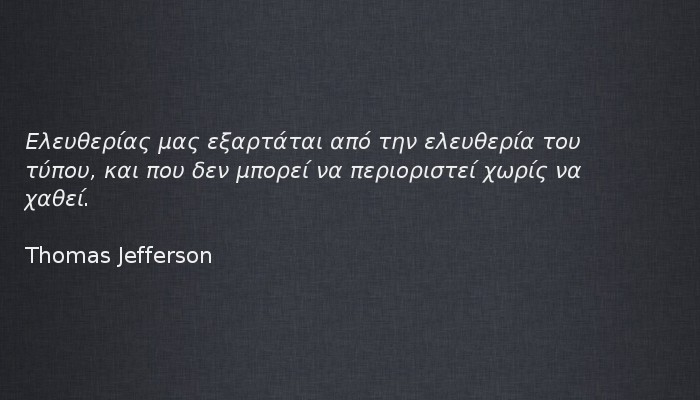 Ελευθερίας μας εξαρτάται από την ελευθερία του
τύπου, και που δεν μπορεί να περιοριστεί χωρίς να
χαθεί.
Thomas Jefferson